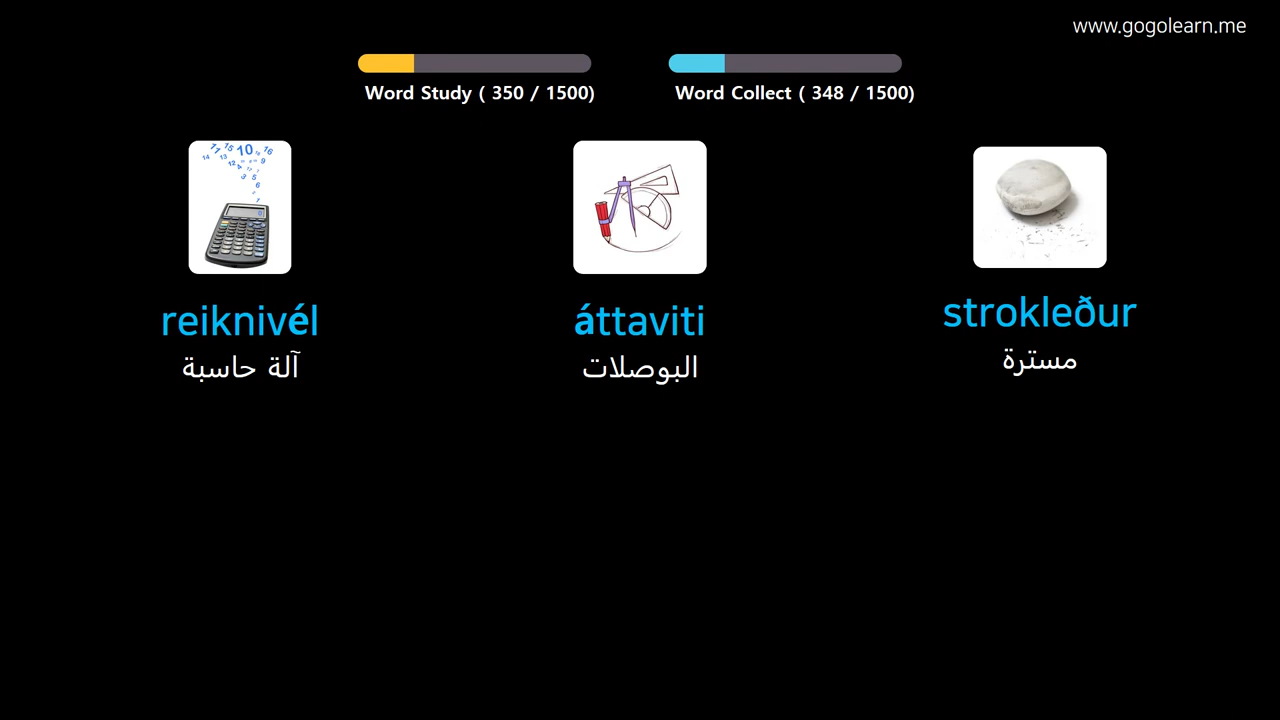 www.gogolearn.me
Word Study ( 350 / 1500)
Word Collect ( 348 / 1500)
reiknivél
آلة حاسبة
áttaviti
البوصلات
strokleður
مسترة